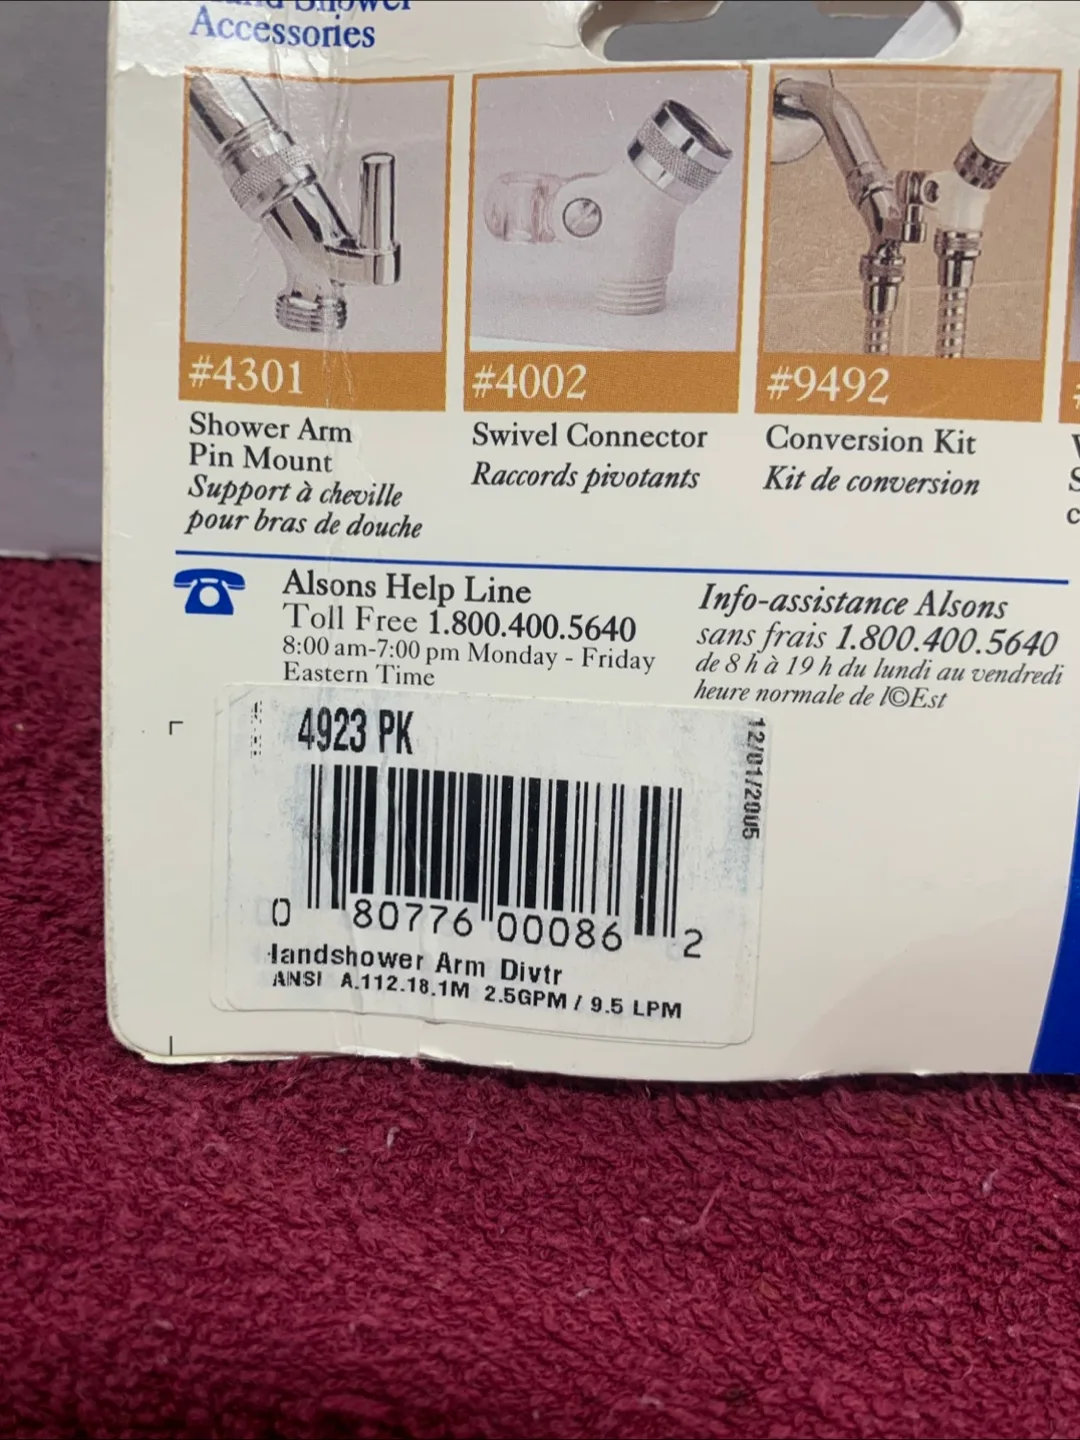 Hand Shower
Accessories
#4301
#4002
#9492
Shower Arm
Pin Mount
Support à cheville
pour bras de douche
Swivel Connector
Raccords pivotants
Conversion Kit
Kit de conversion
Alsons Help Line
Toll Free 1.800.400.5640
8:00 am-7:00 pm Monday - Friday
Eastern Time
Info-assistance Alsons
sans frais 1.800.400.5640
de 8 h à 19 h du lundi au vendredi
heure normale de l©Est
4923 PK
12/01/2005
0 80776 00086 2
Handshower Arm Divtr
ANSI A.112.18.1M 2.5GPM / 9.5 LPM